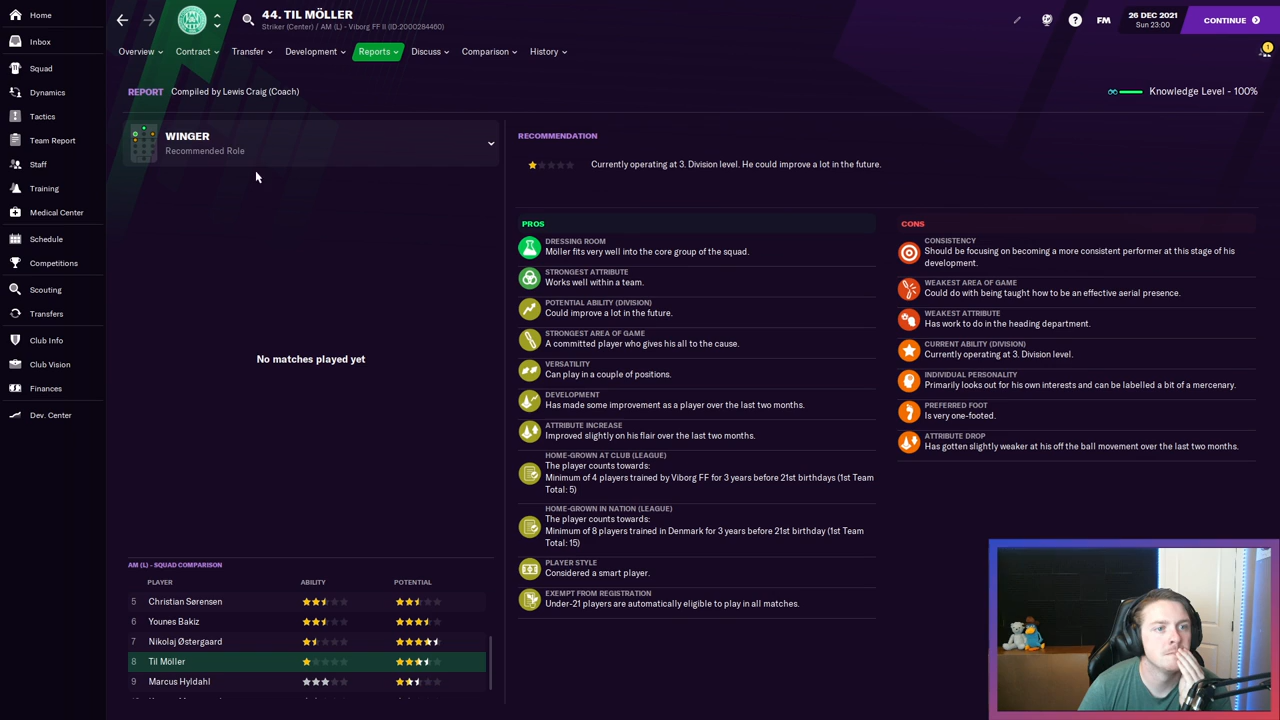 Home
Inbox
Squad
Dynamics
Tactics
Team Report
Staff
Training
Medical Center
Schedule
Competitions
Scouting
Transfers
Club Info
Club Vision
Finances
Dev. Center
44. TIL MÖLLER
Striker (Center) / AM (L) - Viborg FF II (ID:2000284460)
FM
26 DEC 2021
Sun 23:00
CONTINUE
1
Overview
Contract
Transfer
Development
Reports
Discuss
Comparison
History
REPORT Compiled by Lewis Craig (Coach)
Knowledge Level - 100%
WINGER
Recommended Role
No matches played yet
AM (L) - SQUAD COMPARISON
PLAYER ABILITY POTENTIAL
5 Christian Sørensen
6 Younes Bakiz
7 Nikolaj Østergaard
8 Til Möller
9 Marcus Hyldahl
RECOMMENDATION
Currently operating at 3. Division level. He could improve a lot in the future.
PROS
DRESSING ROOM
Möller fits very well into the core group of the squad.
STRONGEST ATTRIBUTE
Works well within a team.
POTENTIAL ABILITY (DIVISION)
Could improve a lot in the future.
STRONGEST AREA OF GAME
A committed player who gives his all to the cause.
VERSATILITY
Can play in a couple of positions.
DEVELOPMENT
Has made some improvement as a player over the last two months.
ATTRIBUTE INCREASE
Improved slightly on his flair over the last two months.
HOME-GROWN AT CLUB (LEAGUE)
The player counts towards:
Minimum of 4 players trained by Viborg FF for 3 years before 21st birthdays (1st Team
Total: 5)
HOME-GROWN IN NATION (LEAGUE)
The player counts towards:
Minimum of 8 players trained in Denmark for 3 years before 21st birthday (1st Team
Total: 15)
PLAYER STYLE
Considered a smart player.
EXEMPT FROM REGISTRATION
Under-21 players are automatically eligible to play in all matches.
CONS
CONSISTENCY
Should be focusing on becoming a more consistent performer at this stage of his
development.
WEAKEST AREA OF GAME
Could do with being taught how to be an effective aerial presence.
WEAKEST ATTRIBUTE
Has work to do in the heading department.
CURRENT ABILITY (DIVISION)
Currently operating at 3. Division level.
INDIVIDUAL PERSONALITY
Primarily looks out for his own interests and can be labelled a bit of a mercenary.
PREFERRED FOOT
Is very one-footed.
ATTRIBUTE DROP
Has gotten slightly weaker at his off the ball movement over the last two months.